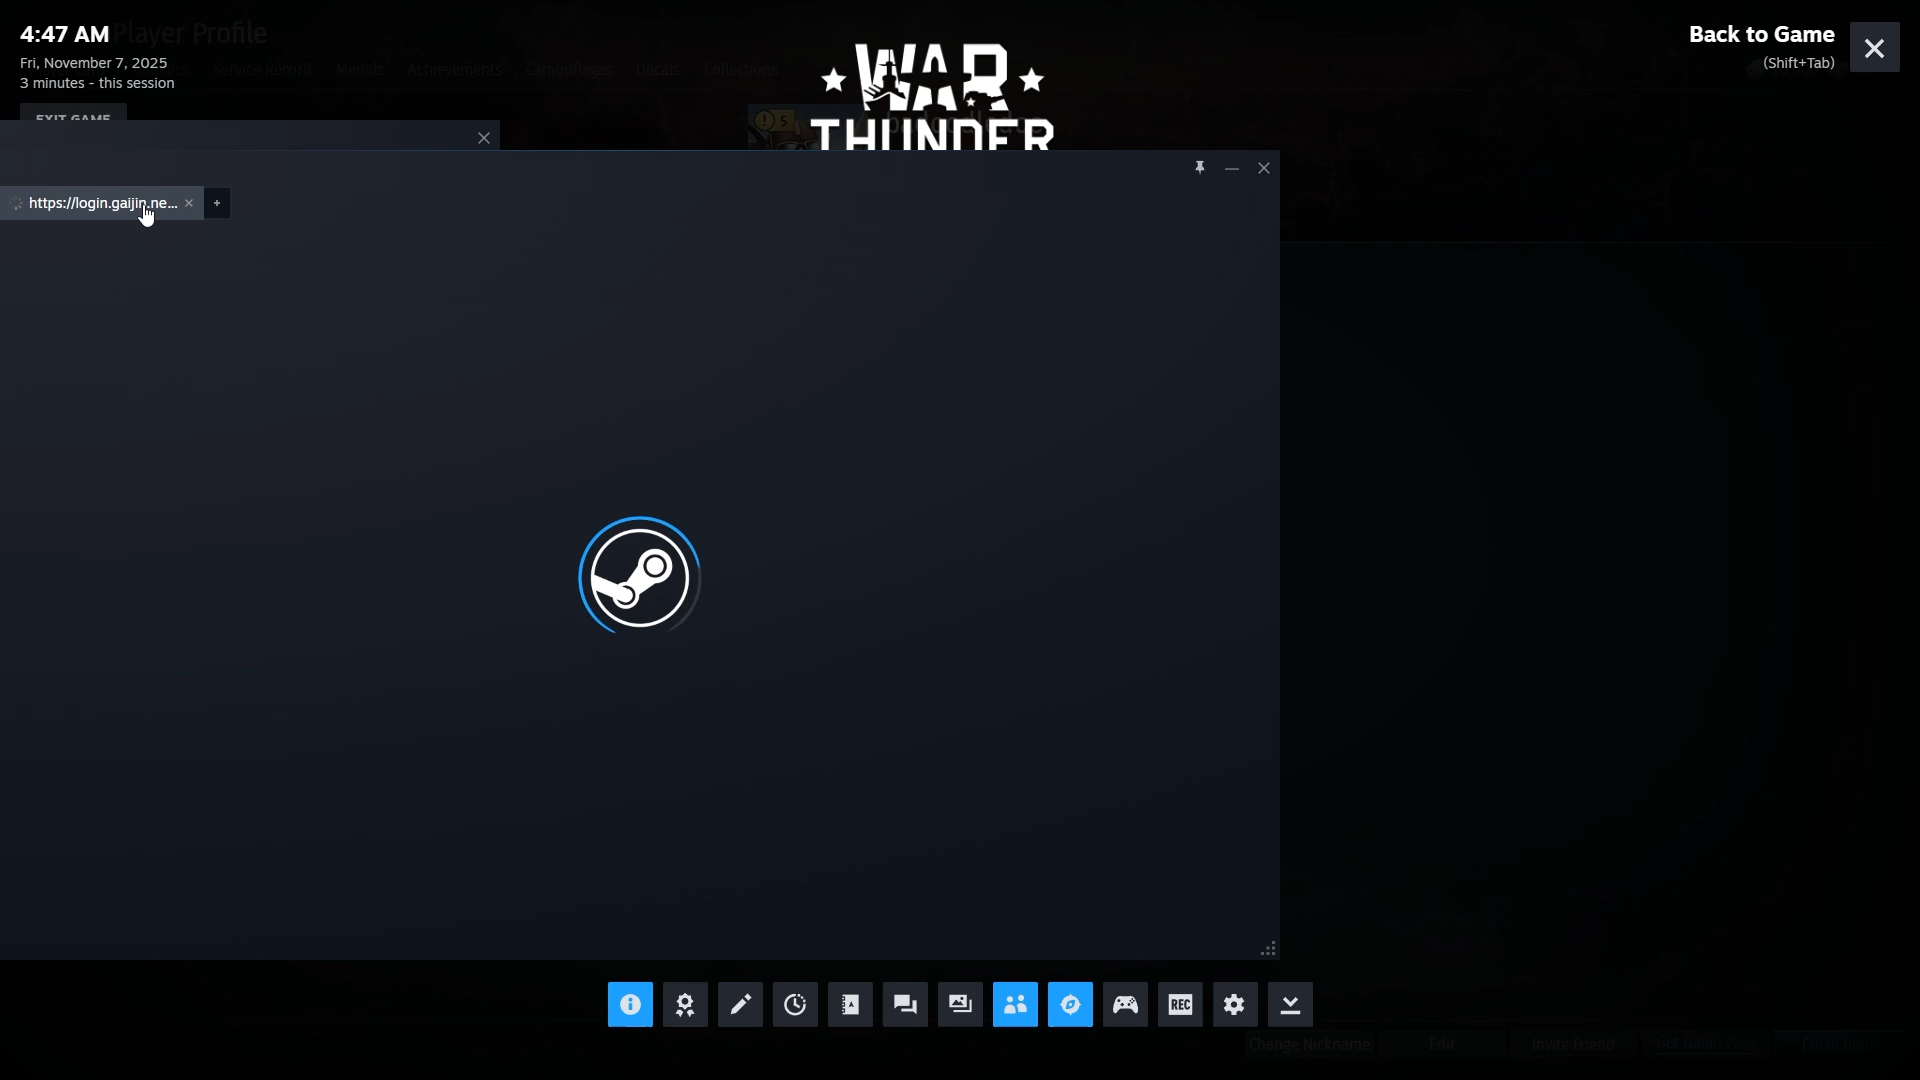 4:47 AM
Player Profile
Fri, November 7, 2025
Service Record
Medals
Achievements
Camouflages
Decals
Collections
3 minutes - this session
EXIT GAME
WAR
THUNDER
Back to Game
(Shift+Tab)
5
https://login.gaijin.ne...
+
REC
Change Nickname
Edit
Invite Friend